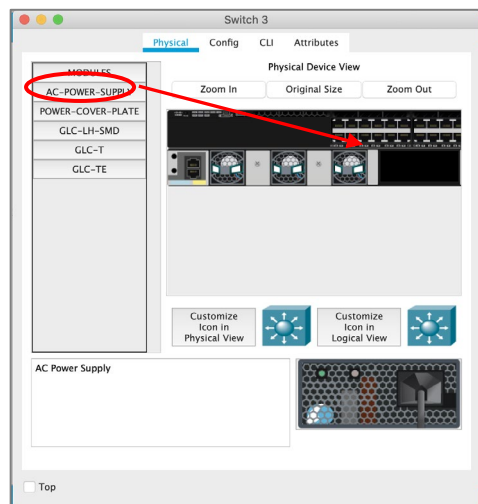 Switch 3
Physical Config CLI Attributes
MODULES
AC-POWER-SUPPLY
POWER-COVER-PLATE
GLC-LH-SMD
GLC-T
GLC-TE
Physical Device View
Zoom In Original Size Zoom Out
Customize
Icon in
Physical View
Customize
Icon in
Logical View
AC Power Supply
Top